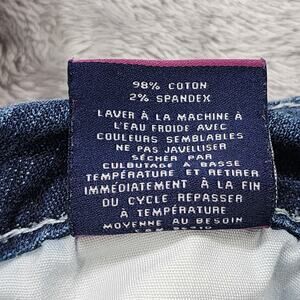 98% COTON
2% SPANDEX
LAVER À LA MACHINE À
L'EAU FROIDE AVEC
COULEURS SEMBLABLES
NE PAS JAVELLISER
SÉCHER PAR
CULBUTAGE À BASSE
TEMPÉRATURE ET RETIRER
IMMÉDIATEMENT À LA FIN
DU CYCLE REPASSER
À TEMPÉRATURE
MOYENNE AU BESOIN